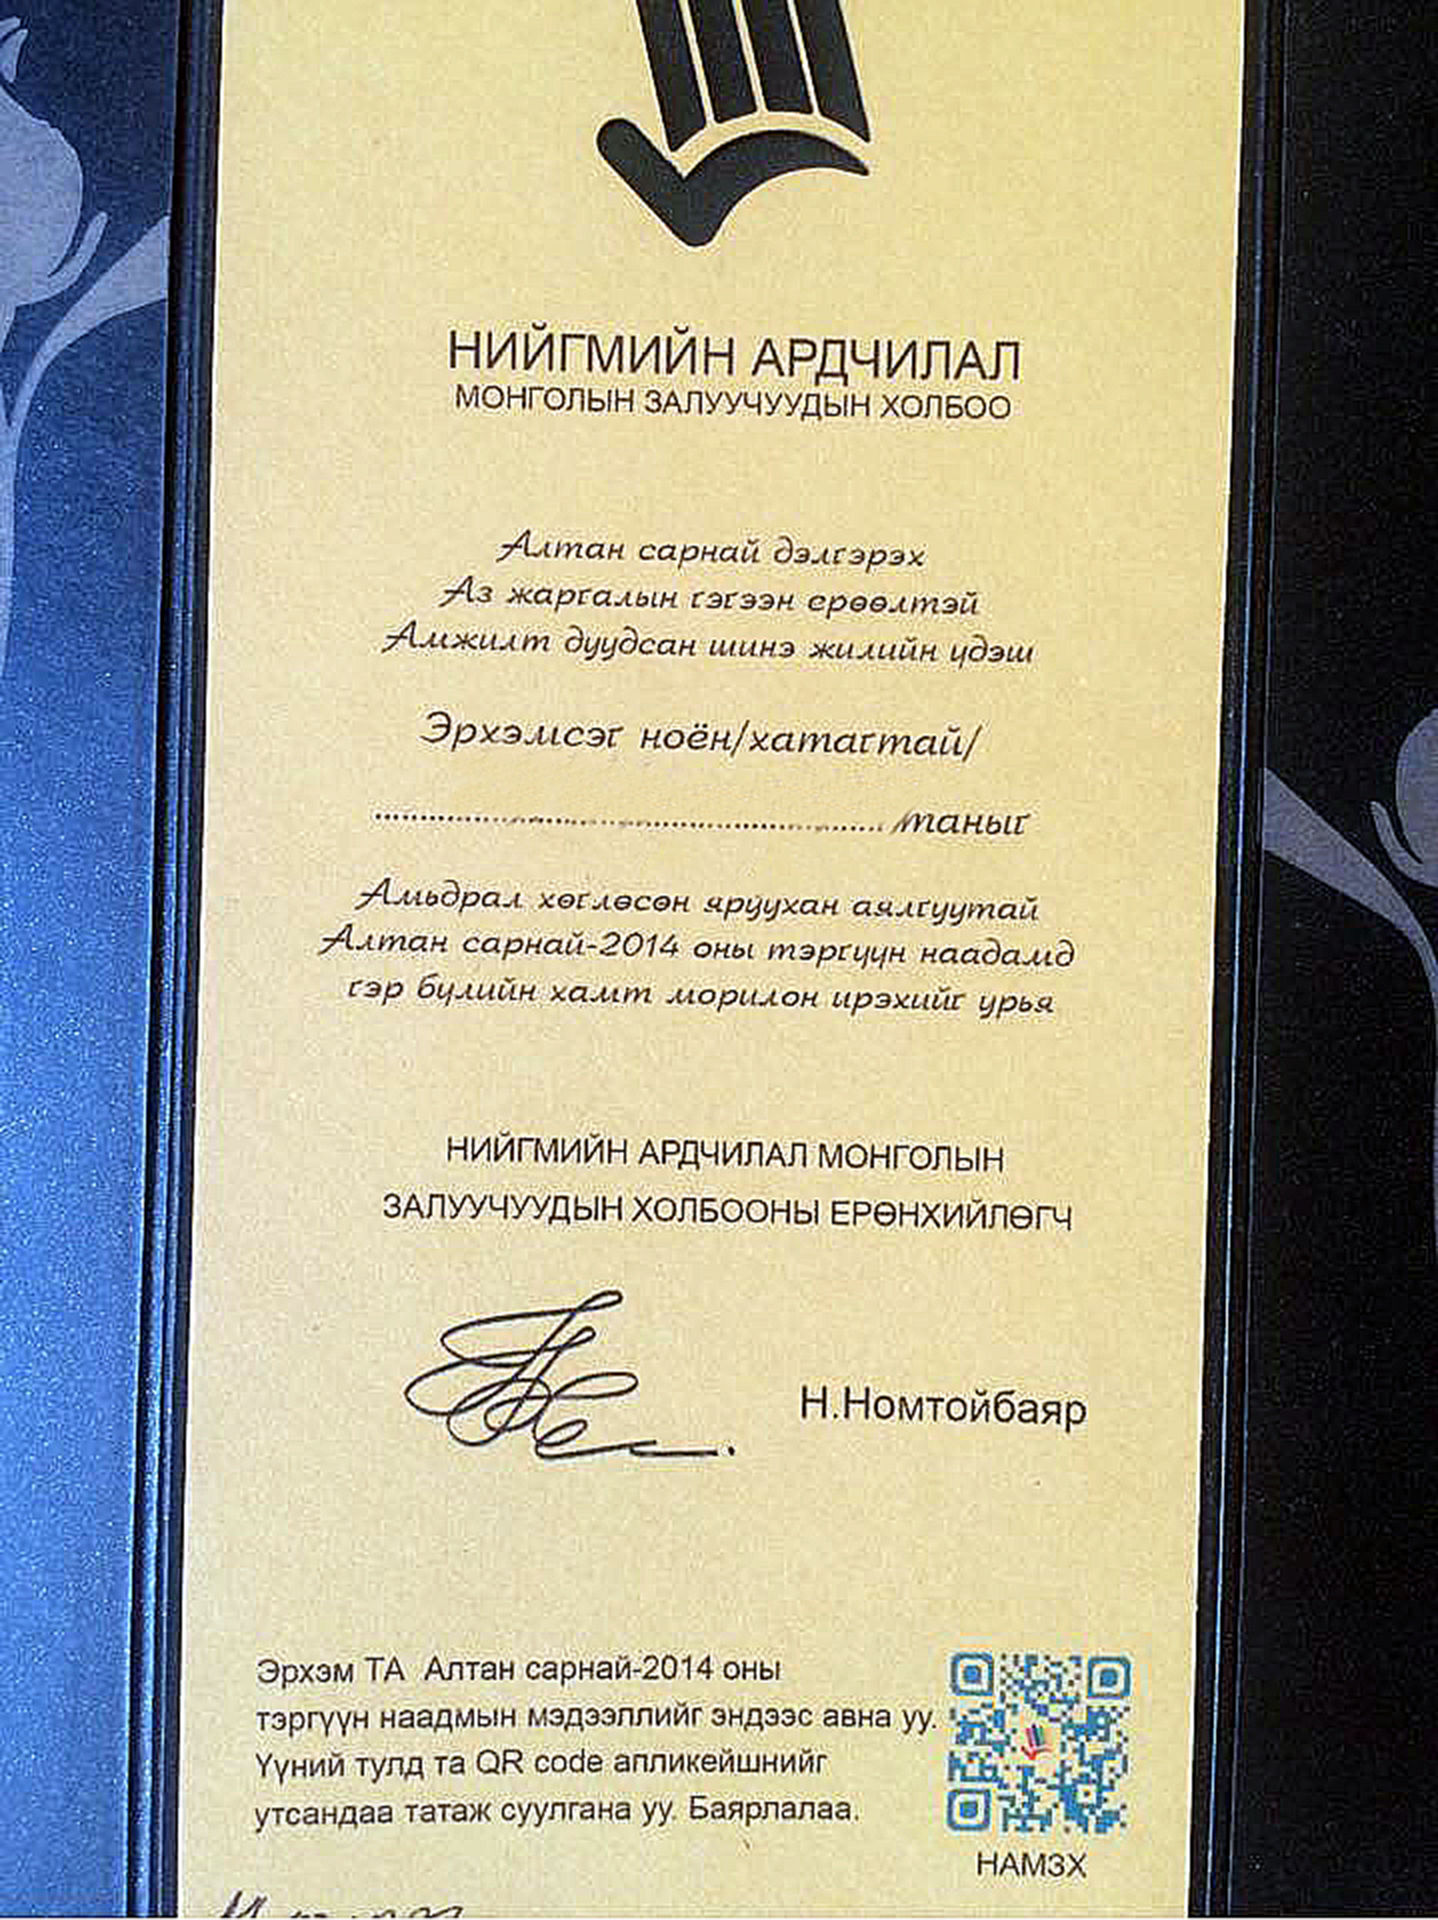 НИЙГМИЙН АРДЧИЛАЛ
МОНГОЛЫН ЗАЛУУЧУУДЫН ХОЛБОО
Алтан сарнай дэлгэрэх
Аз жаргалын гэгээн ерөөлтэй
Амжилт дуудсан шинэ жилийн үдэш
Эрхэмсэг ноён/хатагтай/
........................................................ /таныг
Амьдрал хөглөсөн яруухан аялгуутай
Алтан сарнай-2014 оны тэргүүн наадамд
гэр бүлийн хамт морилон ирэхийг урья
НИЙГМИЙН АРДЧИЛАЛ МОНГОЛЫН
ЗАЛУУЧУУДЫН ХОЛБООНЫ ЕРӨНХИЙЛӨГЧ
Н.Номтойбаяр
Эрхэм ТА Алтан сарнай-2014 оны
тэргүүн наадмын мэдээллийг эндээс авна уу.
Үүний тулд та QR code апликейшнийг
утсандаа татаж суулгана уу. Баярлалаа.
НАМЗХ